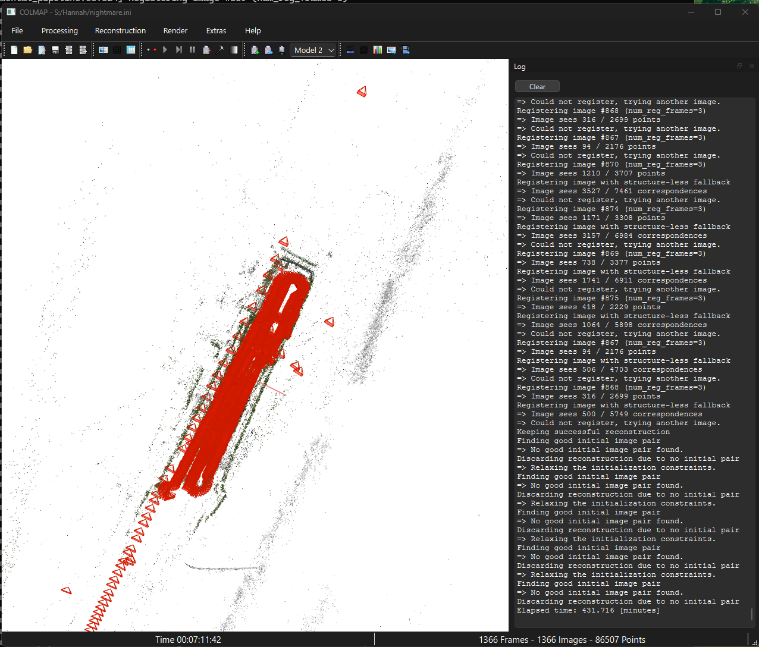 COLMAP - S:/Hannah/nightmare.ini
File Processing Reconstruction Render Extras Help
Model 2
Log
Clear
=> Could not register, trying another image.
Registering image #868 (num_reg_frames=3)
=> Image sees 316 / 2699 points
=> Could not register, trying another image.
Registering image #867 (num_reg_frames=3)
=> Image sees 94 / 2176 points
=> Could not register, trying another image.
Registering image #870 (num_reg_frames=3)
=> Image sees 1210 / 3707 points
Registering image with structure-less fallback
=> Image sees 3527 / 7461 correspondences
=> Could not register, trying another image.
Registering image #874 (num_reg_frames=3)
=> Image sees 1171 / 3308 points
Registering image with structure-less fallback
=> Image sees 3157 / 6984 correspondences
=> Could not register, trying another image.
Registering image #869 (num_reg_frames=3)
=> Image sees 738 / 3377 points
Registering image with structure-less fallback
=> Image sees 1741 / 6911 correspondences
=> Could not register, trying another image.
Registering image #875 (num_reg_frames=3)
=> Image sees 418 / 2229 points
Registering image with structure-less fallback
=> Image sees 1064 / 5898 correspondences
=> Could not register, trying another image.
Registering image #867 (num_reg_frames=3)
=> Image sees 94 / 2176 points
Registering image with structure-less fallback
=> Image sees 506 / 4703 correspondences
=> Could not register, trying another image.
Registering image #868 (num_reg_frames=3)
=> Image sees 316 / 2699 points
Registering image with structure-less fallback
=> Image sees 500 / 5749 correspondences
=> Could not register, trying another image.
Keeping successful reconstruction
Finding good initial image pair
=> No good initial image pair found.
Discarding reconstruction due to no initial pair
=> Relaxing the initialization constraints.
Finding good initial image pair
=> No good initial image pair found.
Discarding reconstruction due to no initial pair
=> Relaxing the initialization constraints.
Finding good initial image pair
=> No good initial image pair found.
Discarding reconstruction due to no initial pair
=> Relaxing the initialization constraints.
Finding good initial image pair
=> No good initial image pair found.
Discarding reconstruction due to no initial pair
=> Relaxing the initialization constraints.
Finding good initial image pair
=> No good initial image pair found.
Discarding reconstruction due to no initial pair
Elapsed time: 431.716 [minutes]
Time 00:07:11:42
1366 Frames - 1366 Images - 86507 Points